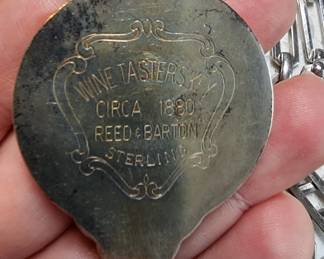 WINE TASTERS
CIRCA 1880
REED & BARTON
STERLING